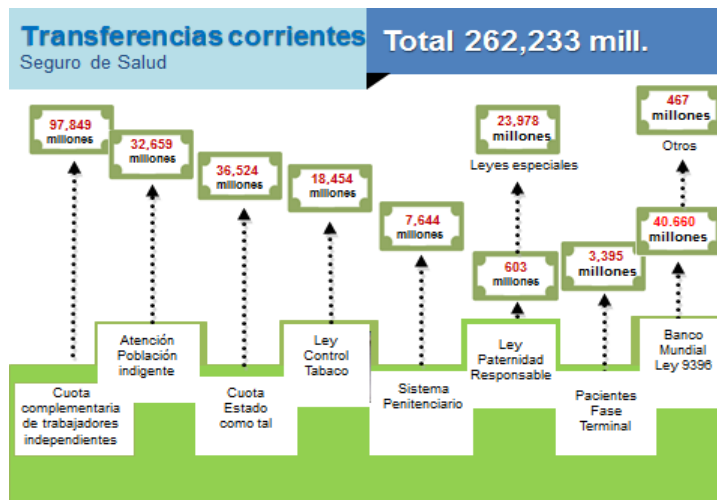 Transferencias corrientes
Seguro de Salud
Total 262,233 mill.
97,849
millones
32,659
millones
36,524
millones
18,454
millones
7,644
millones
23,978
millones
Leyes especiales
603
millones
3,395
millones
467
millones
Otros
40.660
millones
Cuota
complementaria
de trabajadores
independientes
Atención
Población
indigente
Cuota
Estado
como tal
Ley
Control
Tabaco
Sistema
Penitenciario
Ley
Paternidad
Responsable
Pacientes
Fase
Terminal
Banco
Mundial
Ley 9396